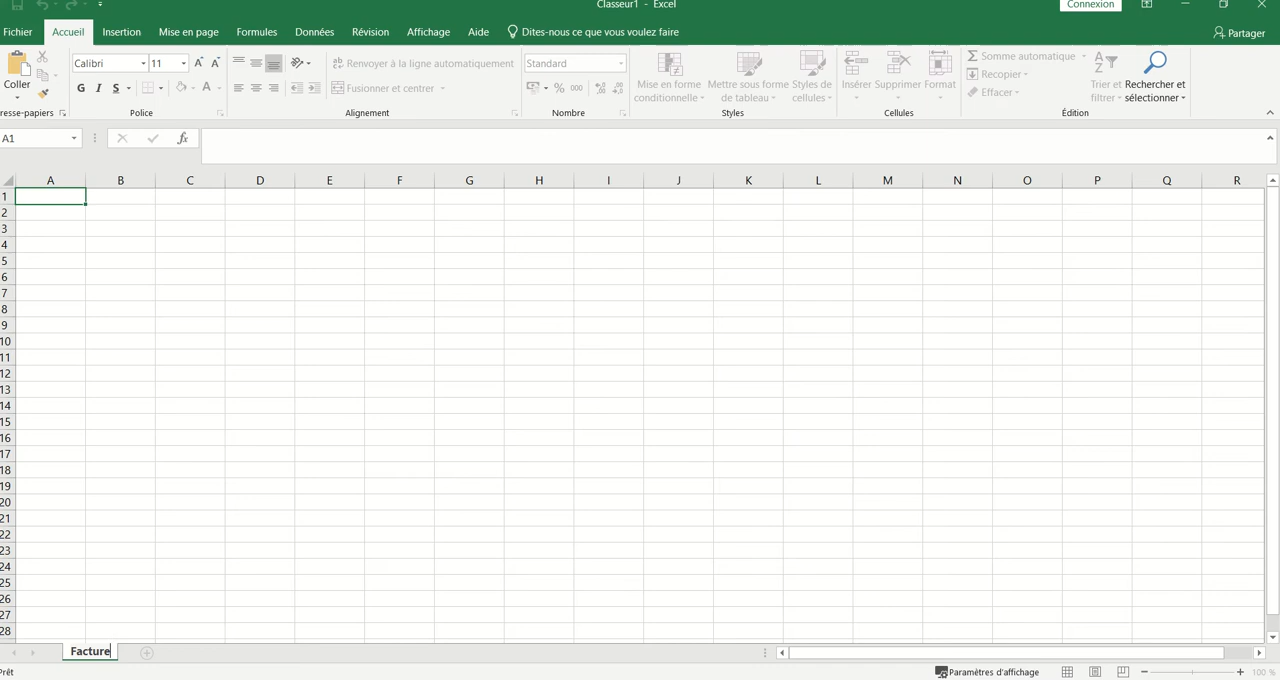 Classeur1 - Excel
Connexion
Fichier Accueil Insertion Mise en page Formules Données Révision Affichage Aide Dites-nous ce que vous voulez faire Partager
Coller
Calibri 11
G I S
A A
Renvoyer à la ligne automatiquement
Fusionner et centrer
Standard
% 000
Mise en forme conditionnelle
Mettre sous forme de tableau
Styles de cellules
Insérer Supprimer Format
Somme automatique
Recopier
Effacer
Trier et filtrer
Rechercher et sélectionner
resse-papiers Police Alignement Nombre Styles Cellules Édition
A1 fx
A B C D E F G H I J K L M N O P Q R
1
2
3
4
5
6
7
8
9
10
11
12
13
14
15
16
17
18
19
20
21
22
23
24
25
26
27
28
Facture
Prêt Paramètres d'affichage 100 %